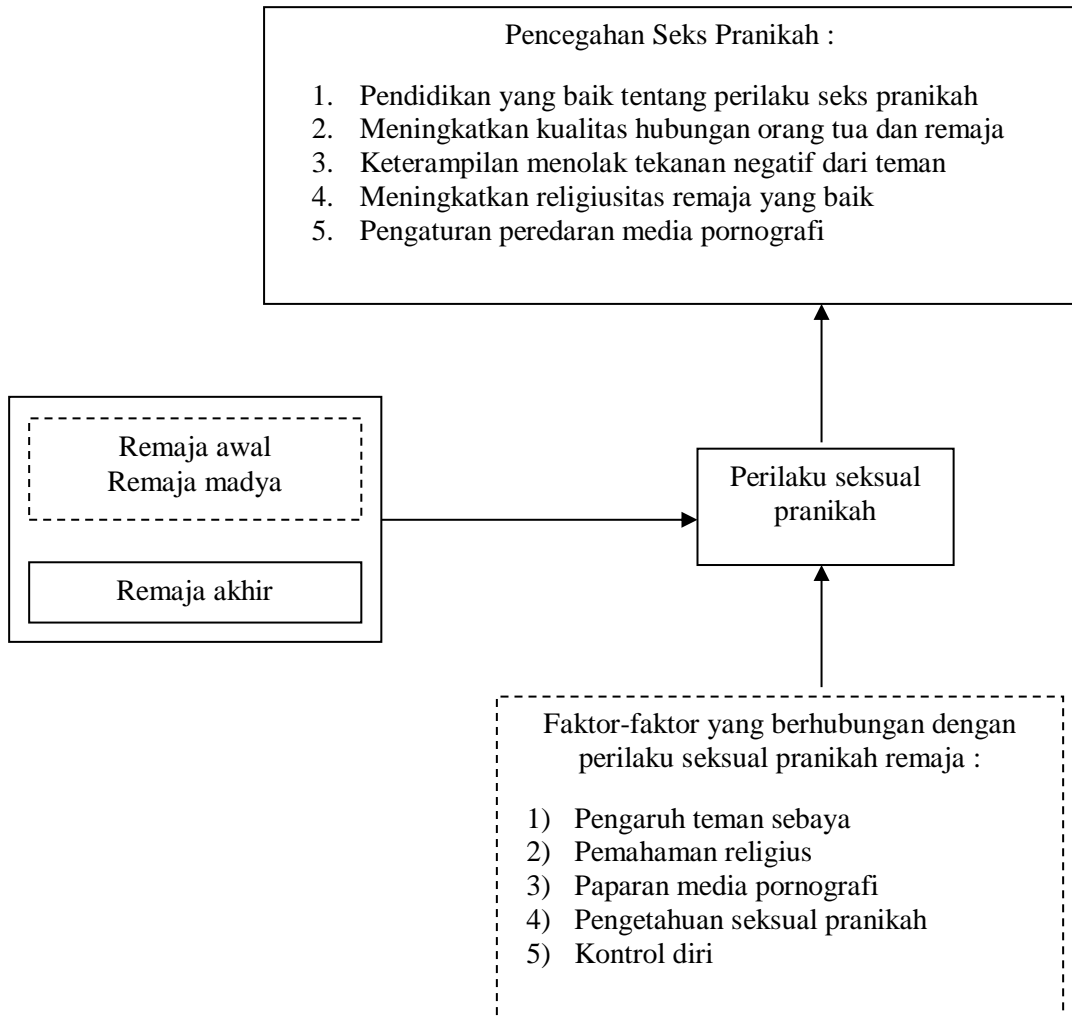 Pencegahan Seks Pranikah :
1. Pendidikan yang baik tentang perilaku seks pranikah
2. Meningkatkan kualitas hubungan orang tua dan remaja
3. Keterampilan menolak tekanan negatif dari teman
4. Meningkatkan religiusitas remaja yang baik
5. Pengaturan peredaran media pornografi
Remaja awal
Remaja madya
Remaja akhir
Perilaku seksual
pranikah
Faktor-faktor yang berhubungan dengan
perilaku seksual pranikah remaja :
1) Pengaruh teman sebaya
2) Pemahaman religius
3) Paparan media pornografi
4) Pengetahuan seksual pranikah
5) Kontrol diri